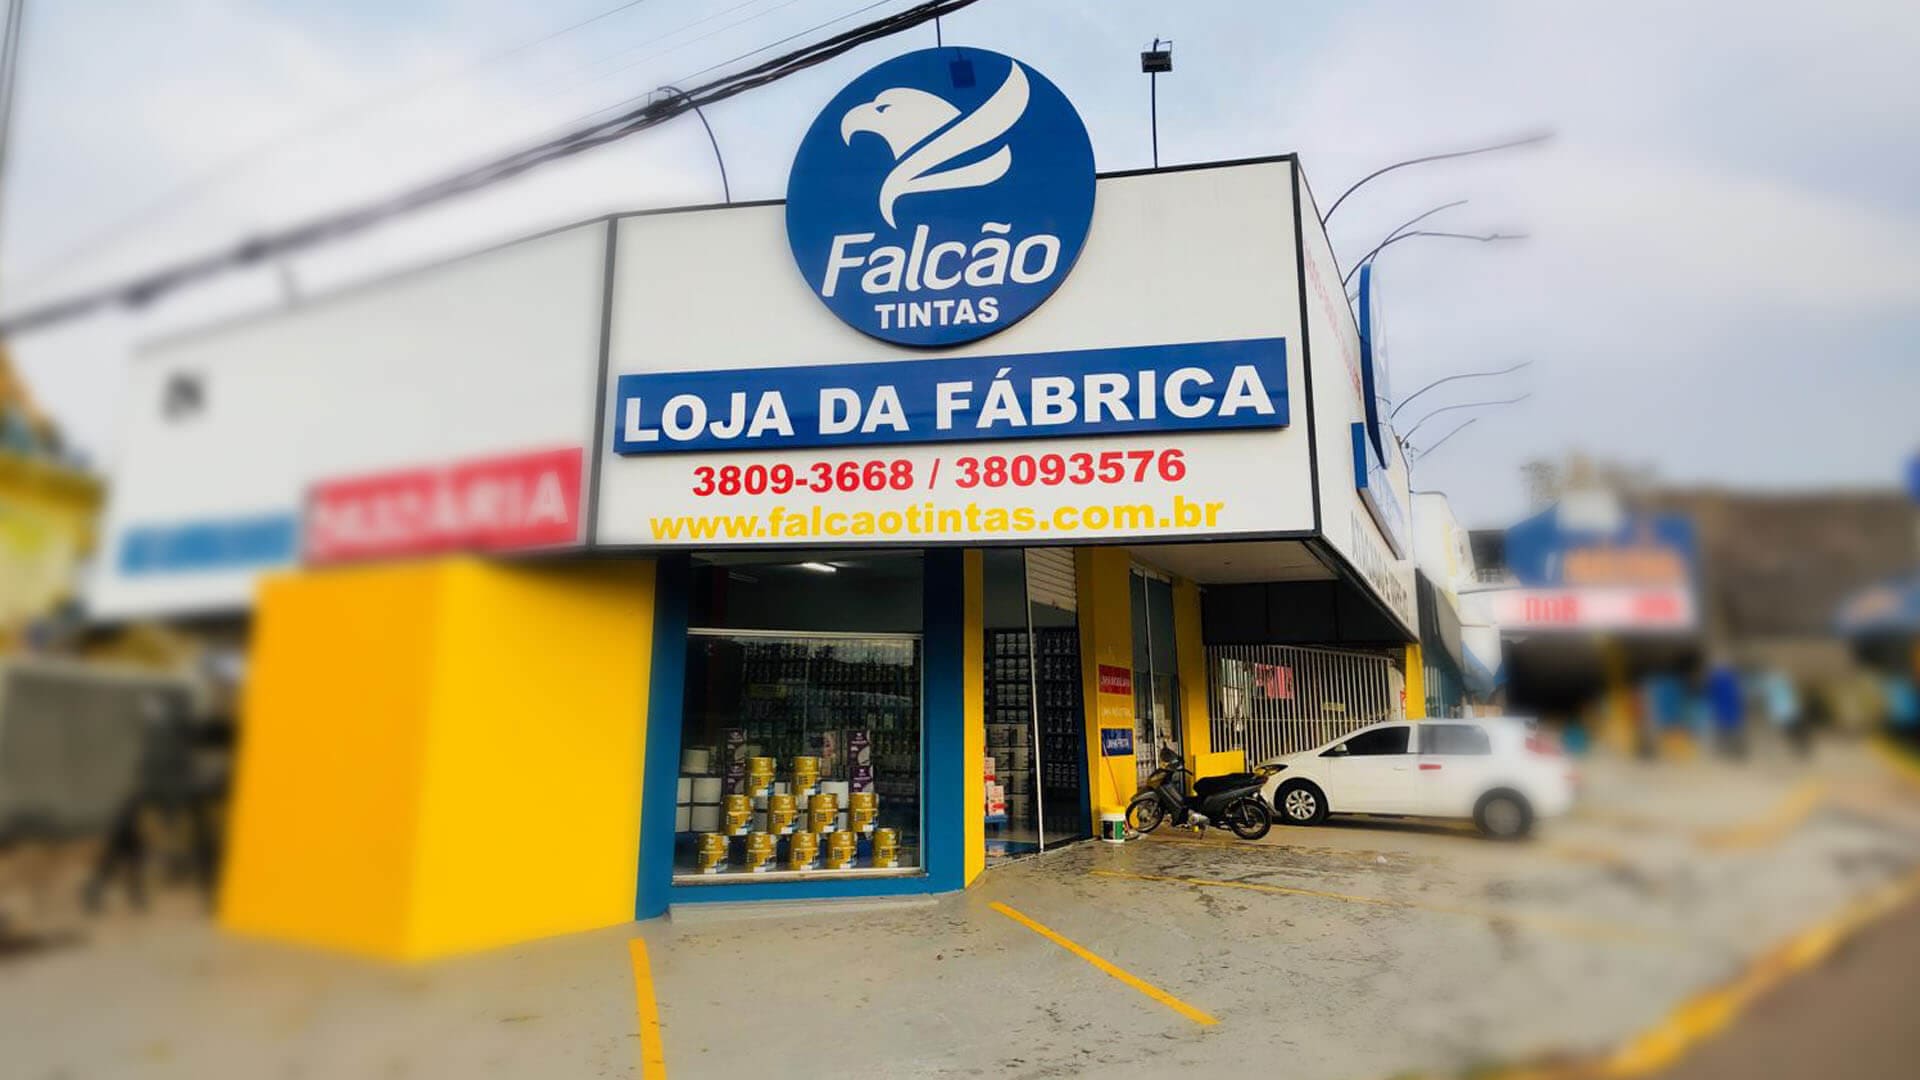 Falcão
TINTAS
LOJA DA FÁBRICA
3809-3668 / 38093576
www.falcaotintas.com.br